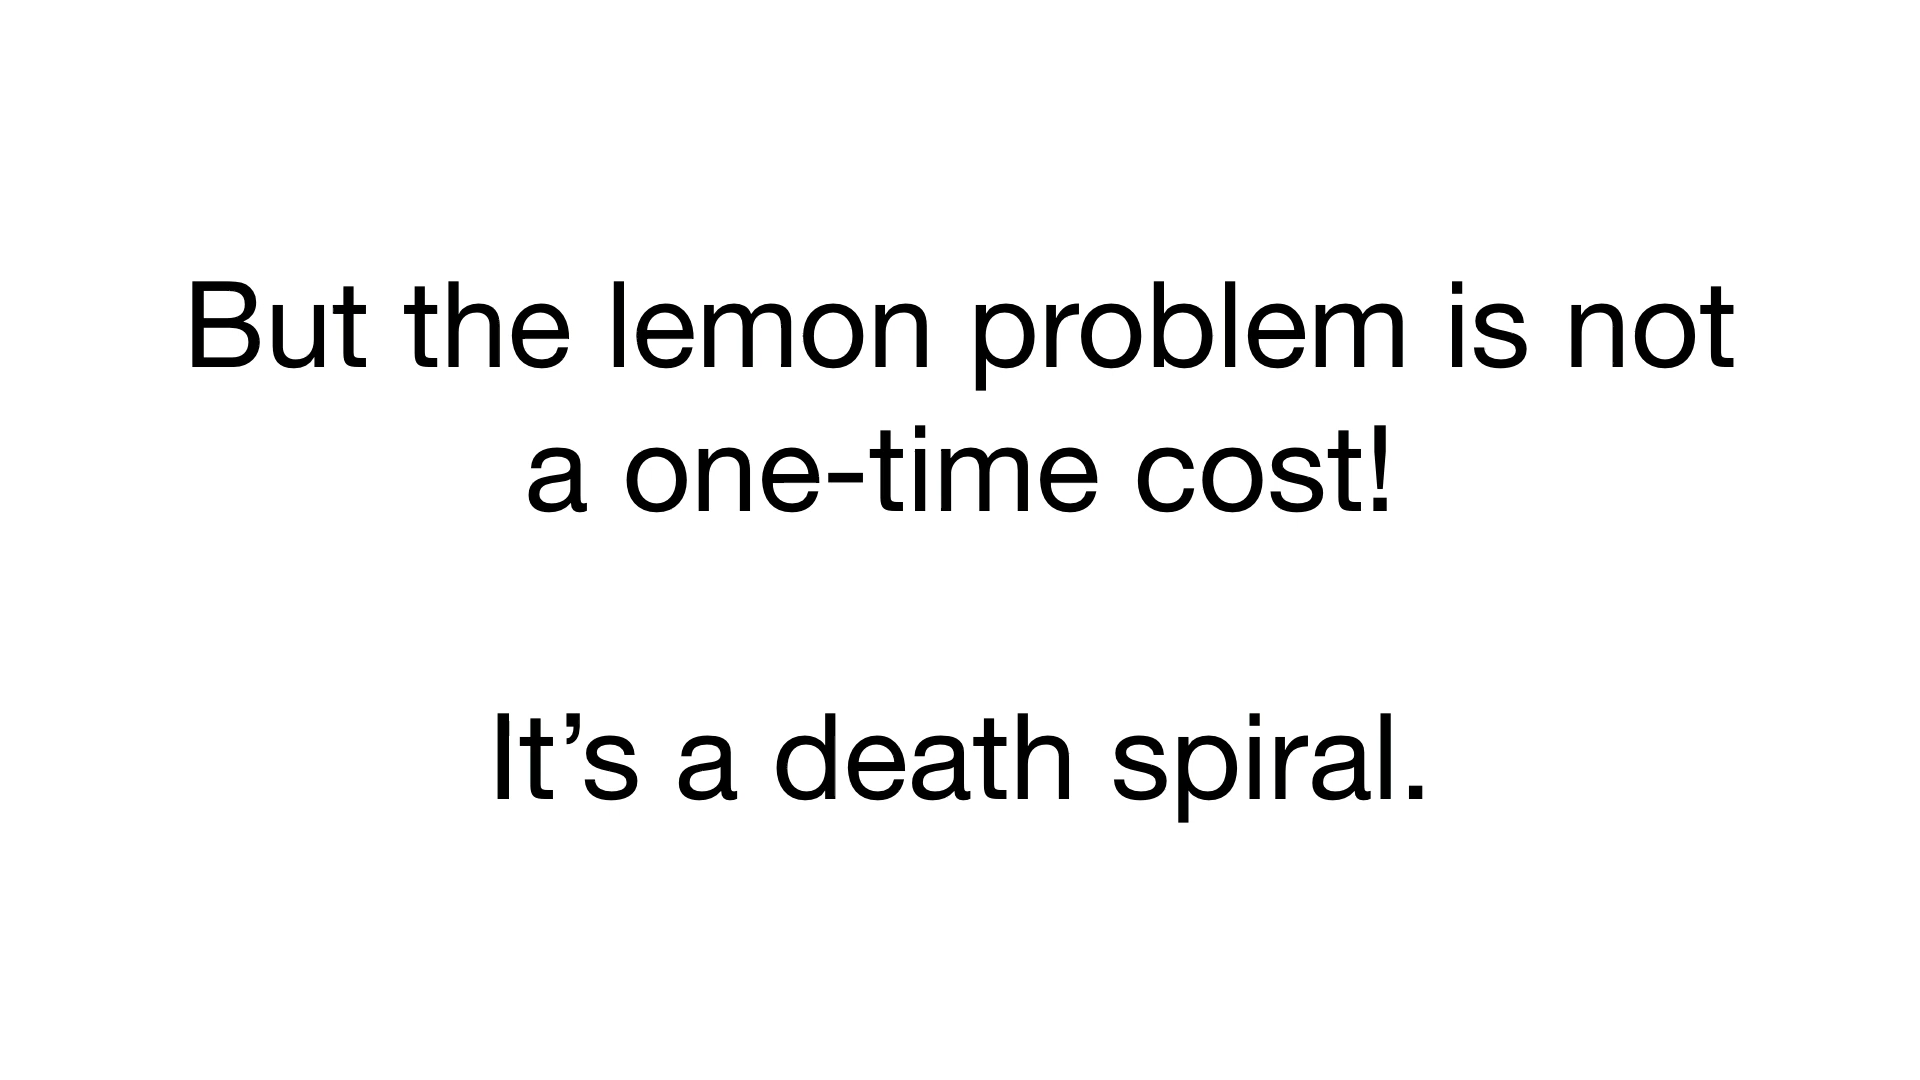 But the lemon problem is not
a one-time cost!
It’s a death spiral.